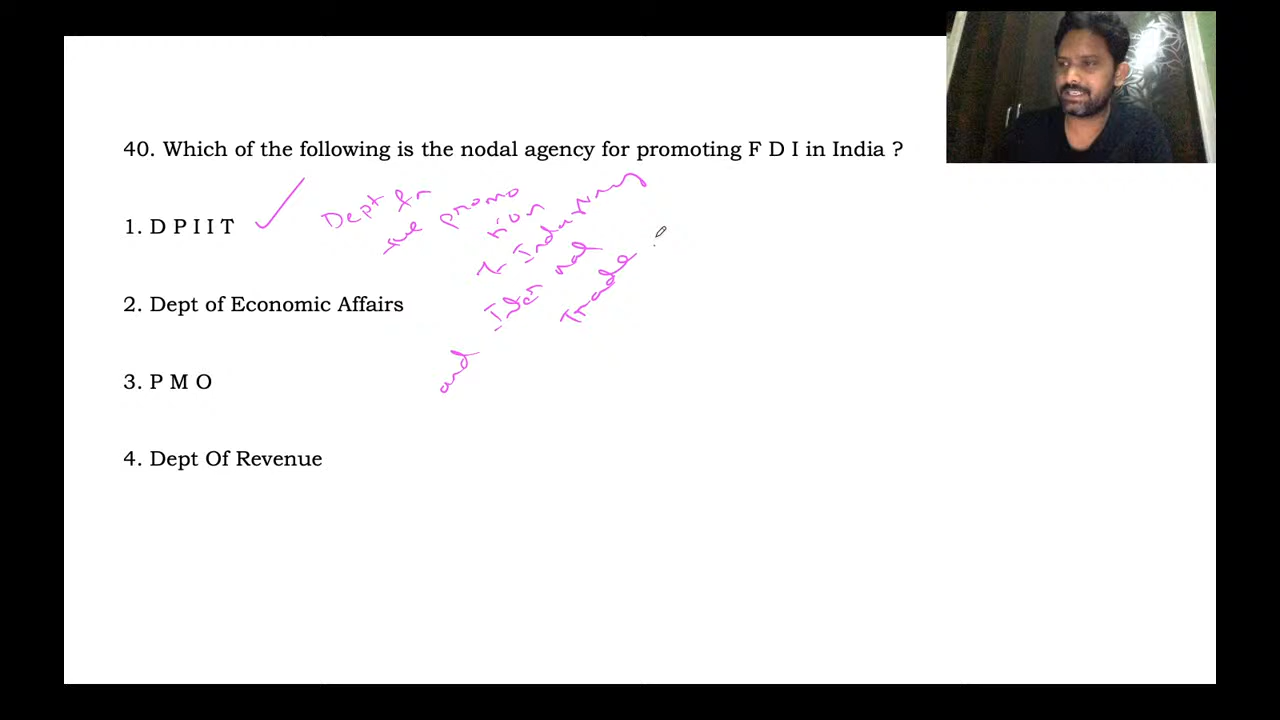 40. Which of the following is the nodal agency for promoting F D I in India ?
1. D P I I T
Dept for
the promo
tion
of Industry
and
Internal
Trade
2. Dept of Economic Affairs
3. P M O
4. Dept Of Revenue